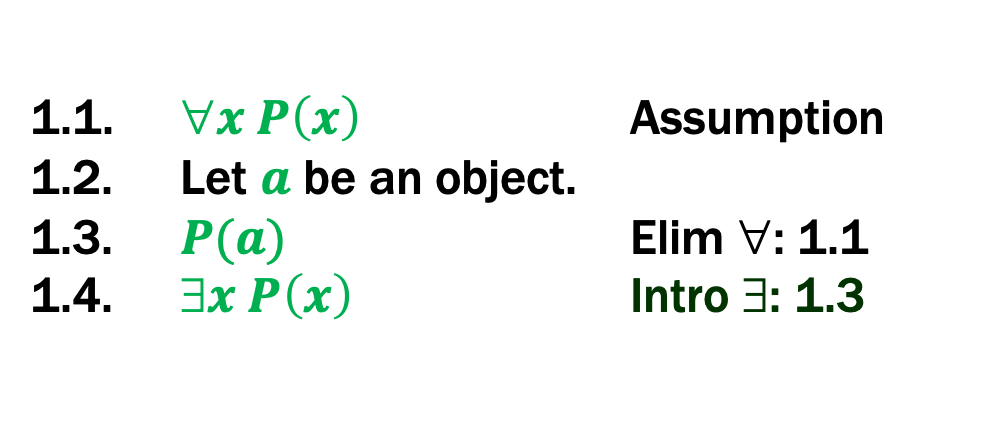 1.1. ∀x P(x) Assumption
1.2. Let a be an object.
1.3. P(a) Elim ∀: 1.1
1.4. ∃x P(x) Intro ∃: 1.3